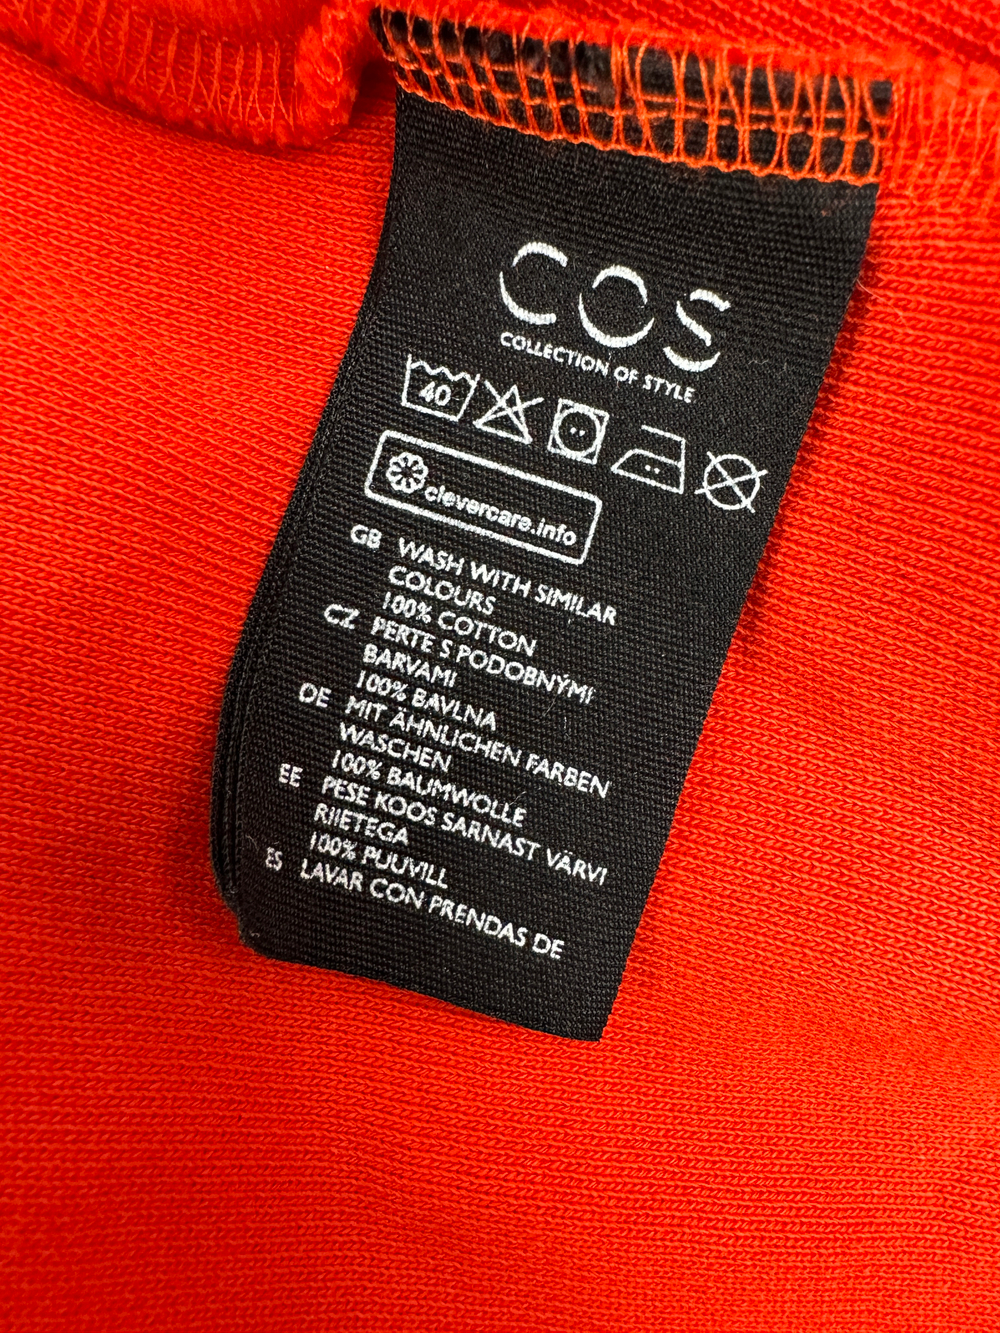 COS
COLLECTION OF STYLE
40
clevercare.info
GB WASH WITH SIMILAR
COLOURS
100% COTTON
CZ PERTE S PODOBNÝMI
BARVAMI
100% BAVLNA
DE MIT ÄHNLICHEN FARBEN
WASCHEN
100% BAUMWOLLE
EE PESE KOOS SARNAST VÄRVI
RIIETEGA
100% PUUVILL
ES LAVAR CON PRENDAS DE